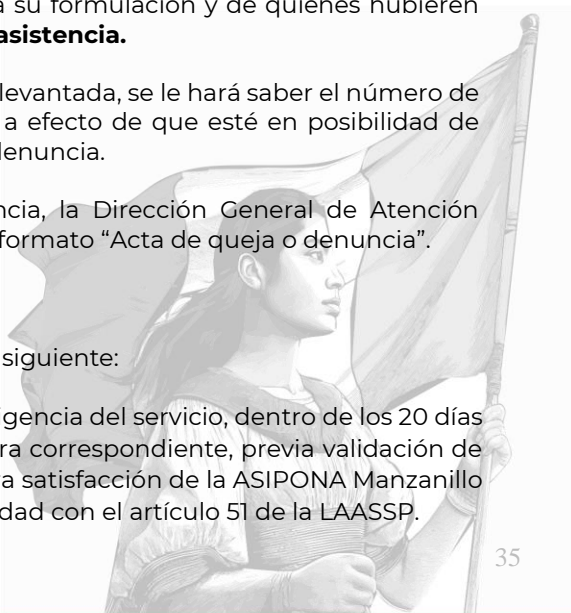 a su formulación y de quienes hubieren
asistencia.
levantada, se le hará saber el número de
a efecto de que esté en posibilidad de
denuncia.
ncia, la Dirección General de Atención
formato “Acta de queja o denuncia”.
siguiente:
igencia del servicio, dentro de los 20 días
ra correspondiente, previa validación de
a satisfacción de la ASIPONA Manzanillo
dad con el artículo 51 de la LAASSP.
35